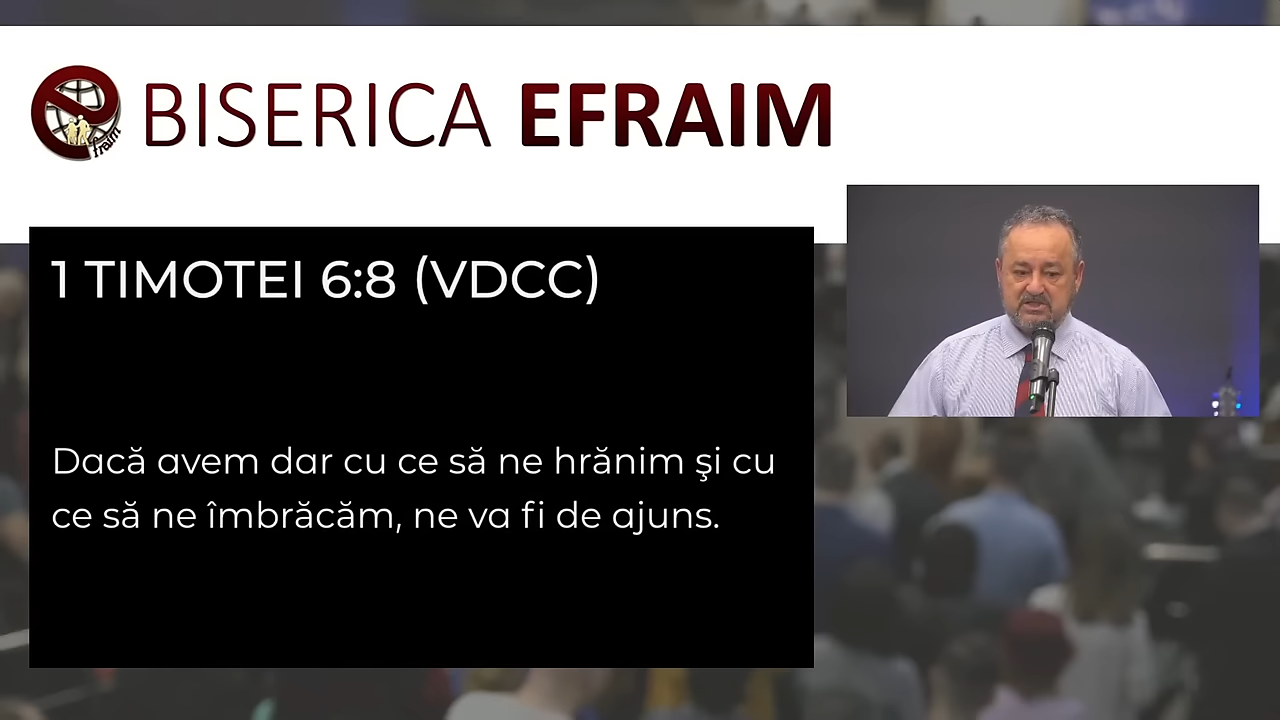 fraim
BISERICA EFRAIM
1 TIMOTEI 6:8 (VDCC)
Dacă avem dar cu ce să ne hrănim şi cu
ce să ne îmbrăcăm, ne va fi de ajuns.